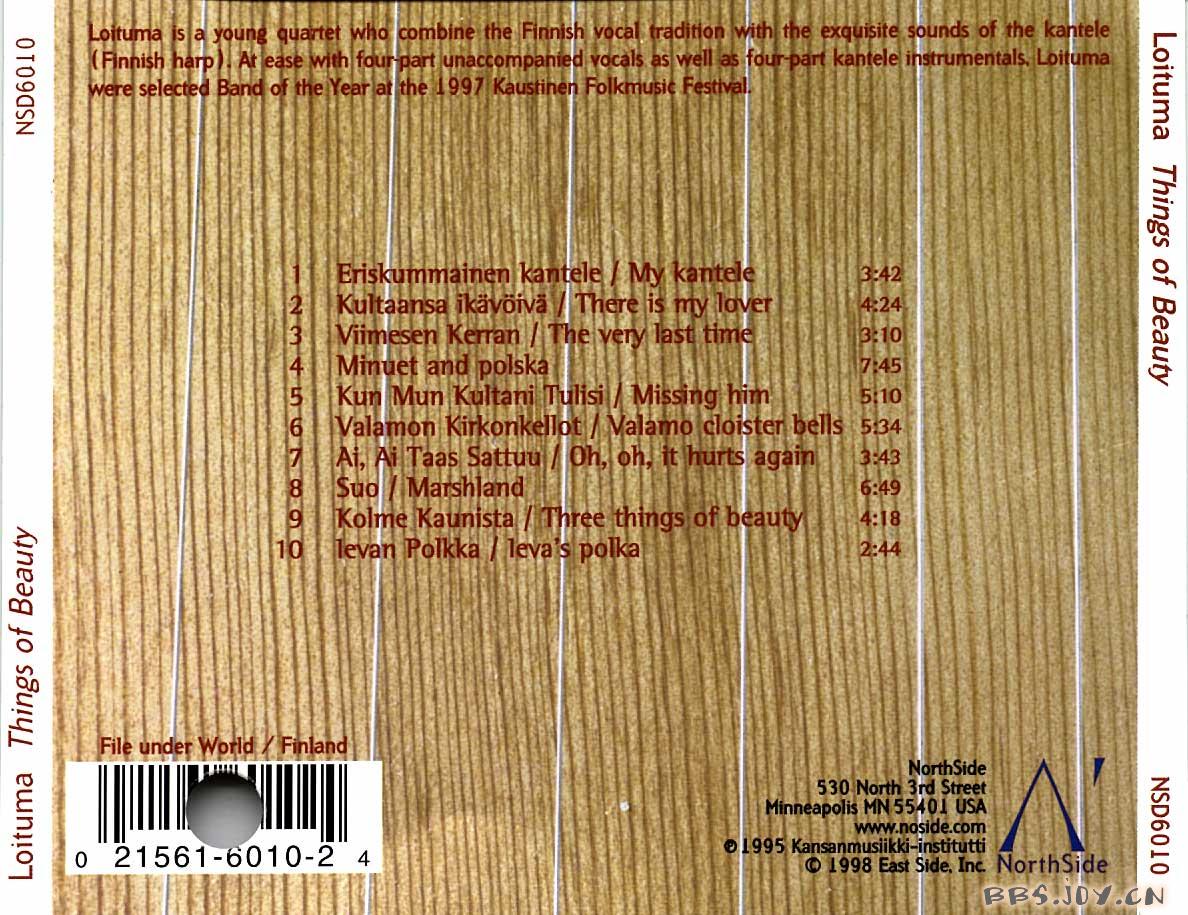 Loituma is a young quartet who combine the Finnish vocal tradition with the exquisite sounds of the kantele
(Finnish harp). At ease with four-part unaccompanied vocals as well as four-part kantele instrumentals, Loituma
were selected Band of the Year at the 1997 Kaustinen Folkmusic Festival.
NSD6010
Loituma Things of Beauty
Loituma Things of Beauty
NSD6010
1 Eriskummainen kantele / My kantele 3:42
2 Kultaansa ikävöivä / There is my lover 4:24
3 Viimesen Kerran / The very last time 3:10
4 Minuet and polska 7:45
5 Kun Mun Kultani Tulisi / Missing him 5:10
6 Valamon Kirkonkellot / Valamo cloister bells 5:34
7 Ai, Ai Taas Sattuu / Oh, oh, it hurts again 3:43
8 Suo / Marshland 6:49
9 Kolme Kaunista / Three things of beauty 4:18
10 Ievan Polkka / Ieva's polka 2:44
File under World / Finland
0 21561-6010-2 4
NorthSide
530 North 3rd Street
Minneapolis MN 55401 USA
www.noside.com
℗ 1995 Kansanmusiikki-institutti
© 1998 East Side, Inc.
NorthSide
BBS.JOY.CN